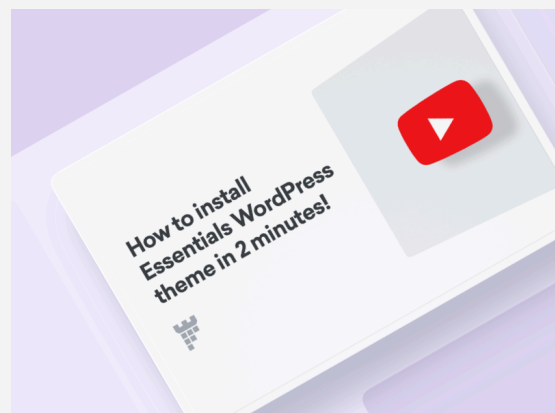 How to install
Essentials WordPress
theme in 2 minutes!